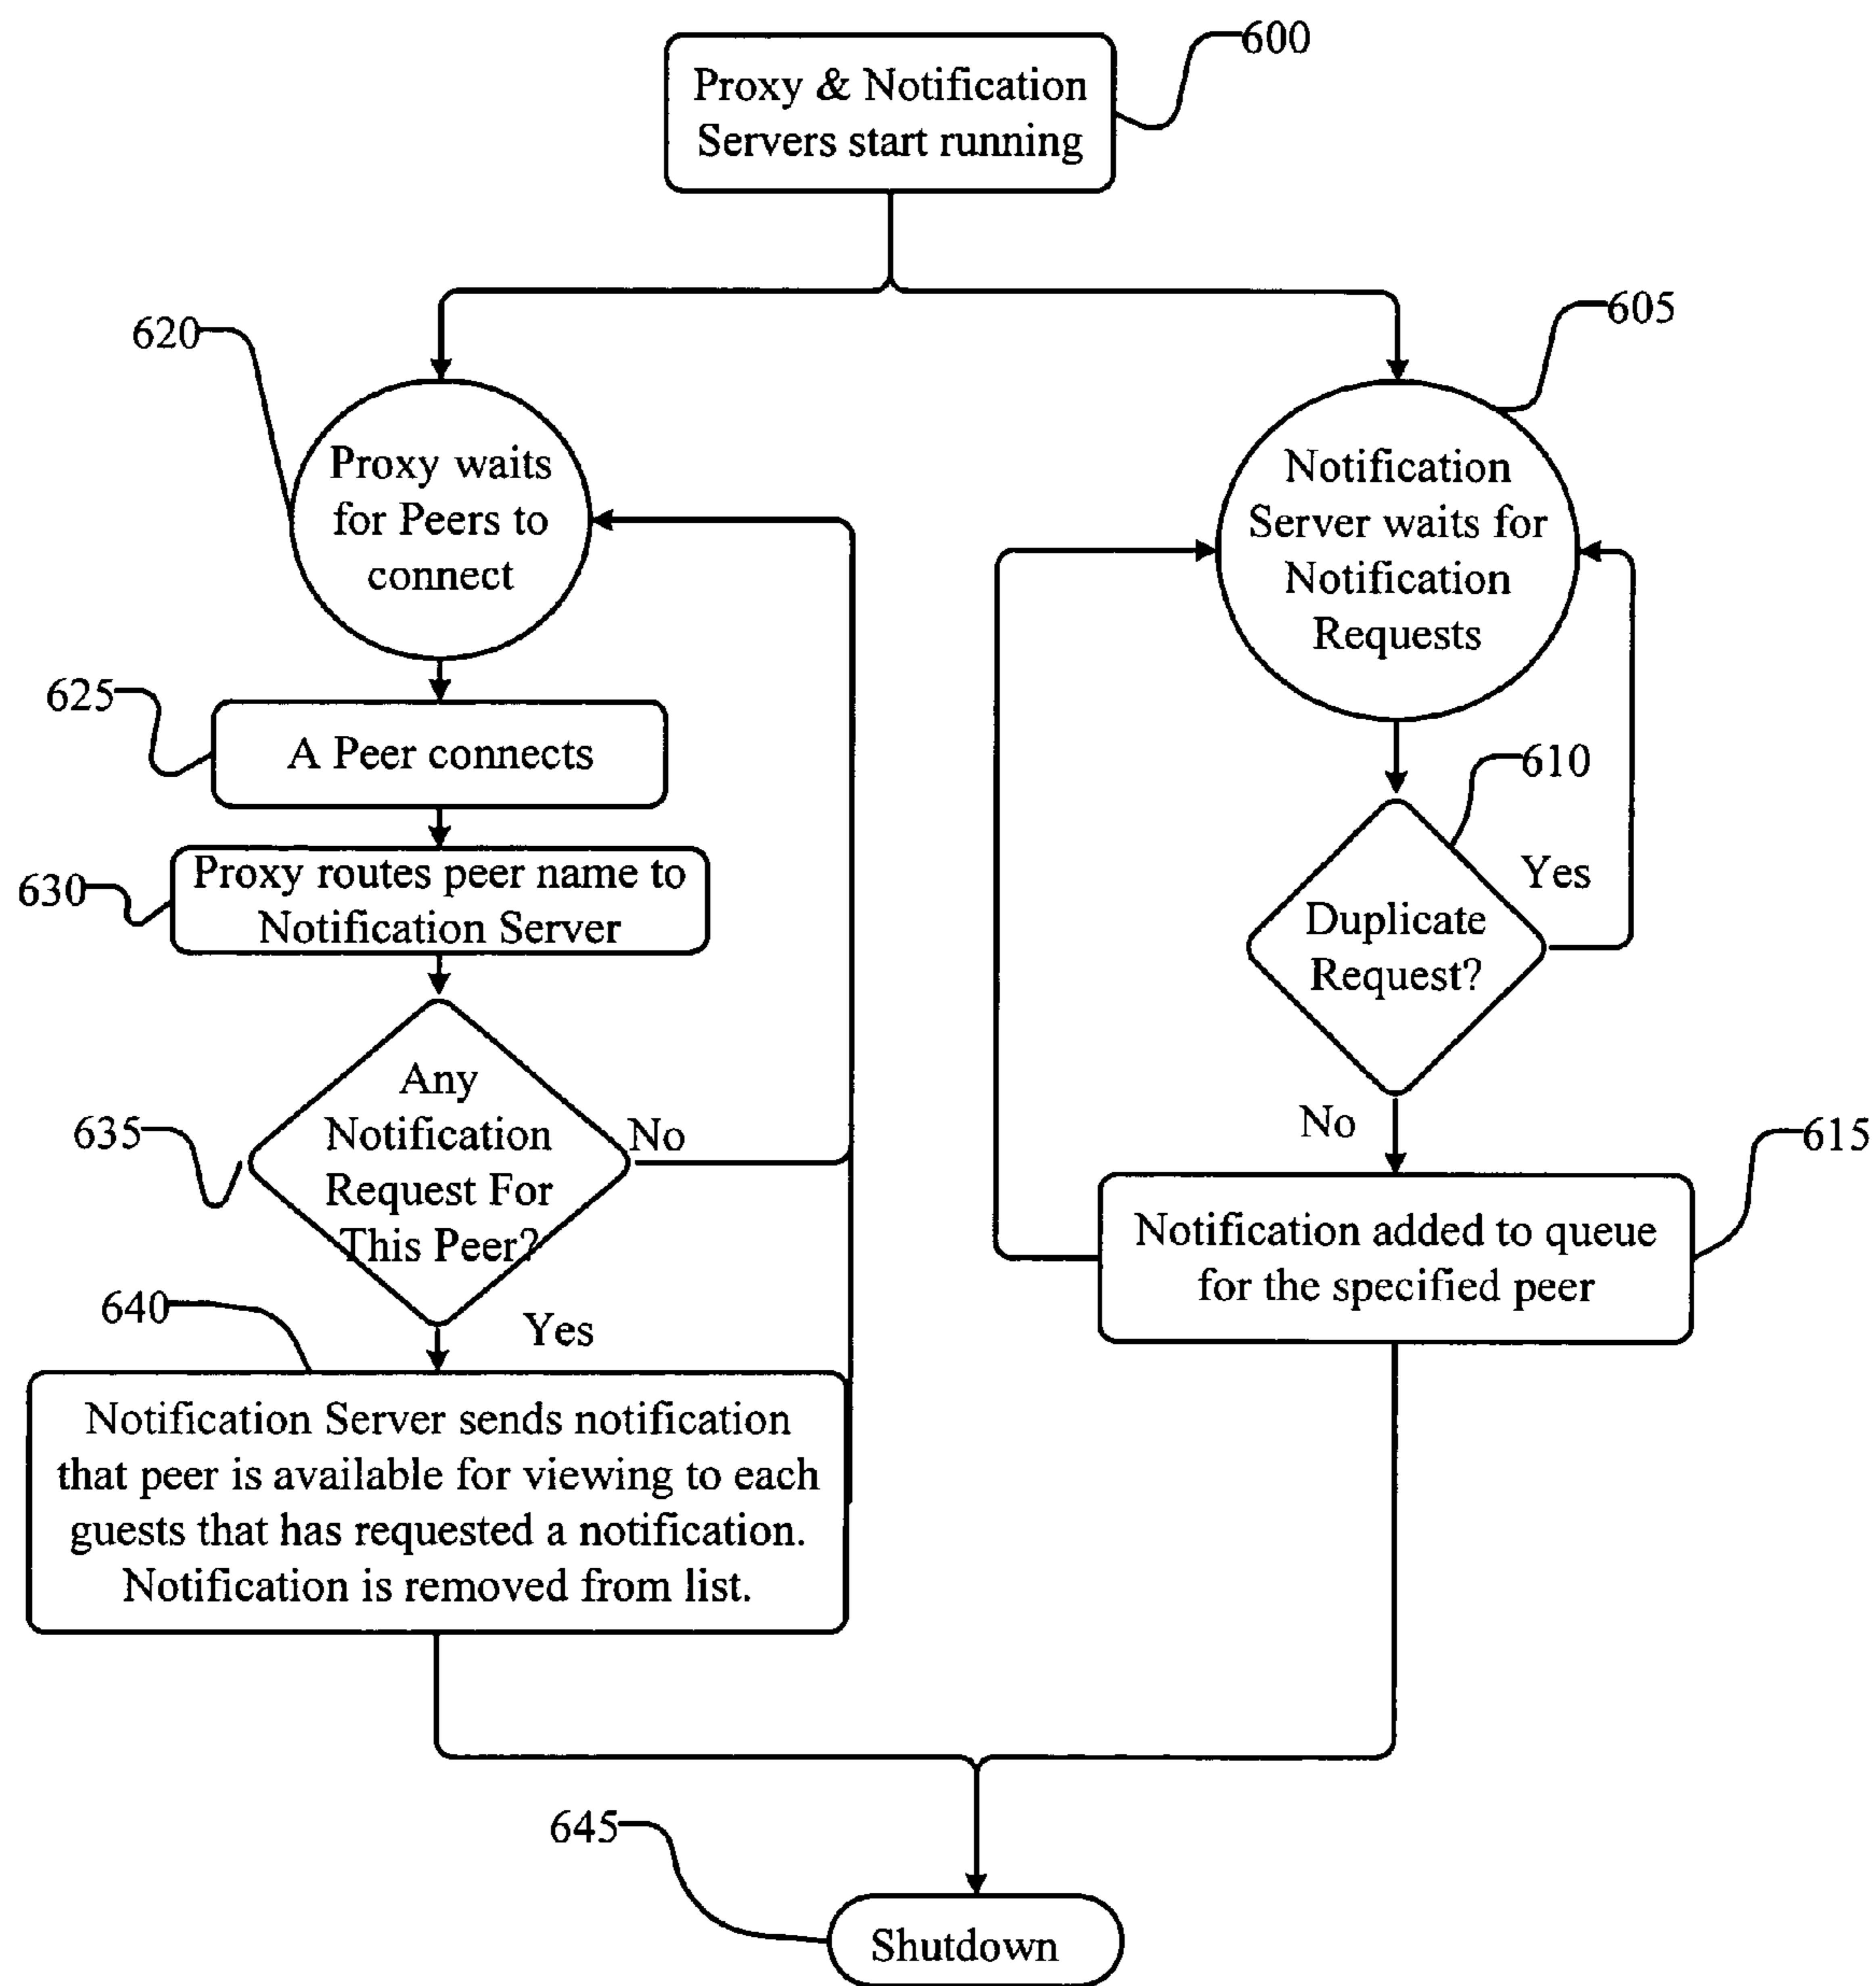 600
Proxy & Notification
Servers start running
620
605
Proxy waits
for Peers to
connect
Notification
Server waits for
Notification
Requests
625
A Peer connects
610
Yes
Duplicate
Request?
630
Proxy routes peer name to
Notification Server
635
Any
Notification
Request For
This Peer?
No
No
615
Notification added to queue
for the specified peer
640
Yes
Notification Server sends notification
that peer is available for viewing to each
guests that has requested a notification.
Notification is removed from list.
645
Shutdown